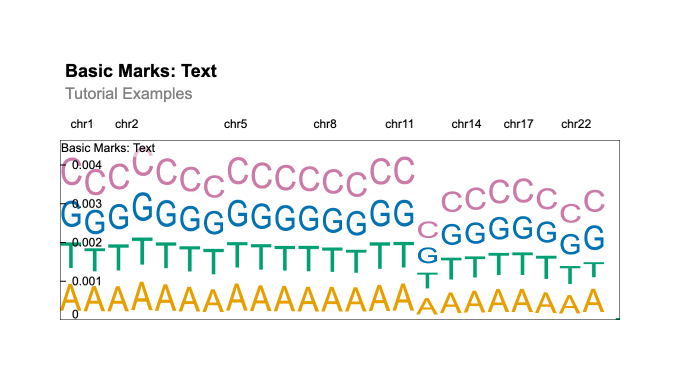 Basic Marks: Text
Tutorial Examples
chr1 chr2 chr5 chr8 chr11 chr14 chr17 chr22
Basic Marks: Text
0.004
C C C C C C C C C C C C C C C C C C C C C C C
0.003
G G G G G G G G G G G G G G G G G G G G G G G
0.002
T T T T T T T T T T T T T T T T T T T T T T T
0.001
A A A A A A A A A A A A A A A A A A A A A A A
0